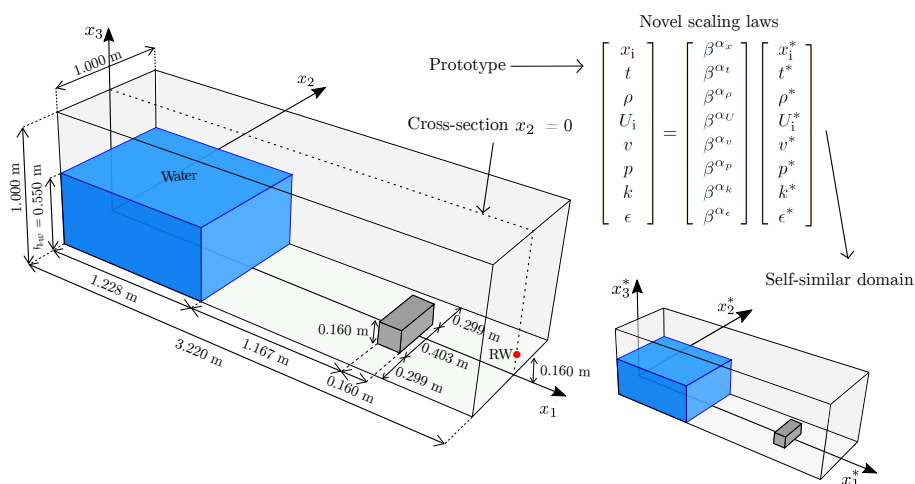 Novel scaling laws
Prototype
x_i
t
ρ
U_i
v
p
k
ϵ
=
β^{α_x}
β^{α_t}
β^{α_ρ}
β^{α_U}
β^{α_v}
β^{α_p}
β^{α_k}
β^{α_ϵ}
x_i^*
t^*
ρ^*
U_i^*
v^*
p^*
k^*
ϵ^*
Cross-section x_2 = 0
x_3
1.000 m
x_2
Water
1.000 m
= 0.550 m
1.228 m
1.167 m
0.160 m
3.220 m
0.160 m
0.299 m
0.403 m
0.299 m
RW
0.160 m
x_1
Self-similar domain
x_3^*
x_2^*
x_1^*